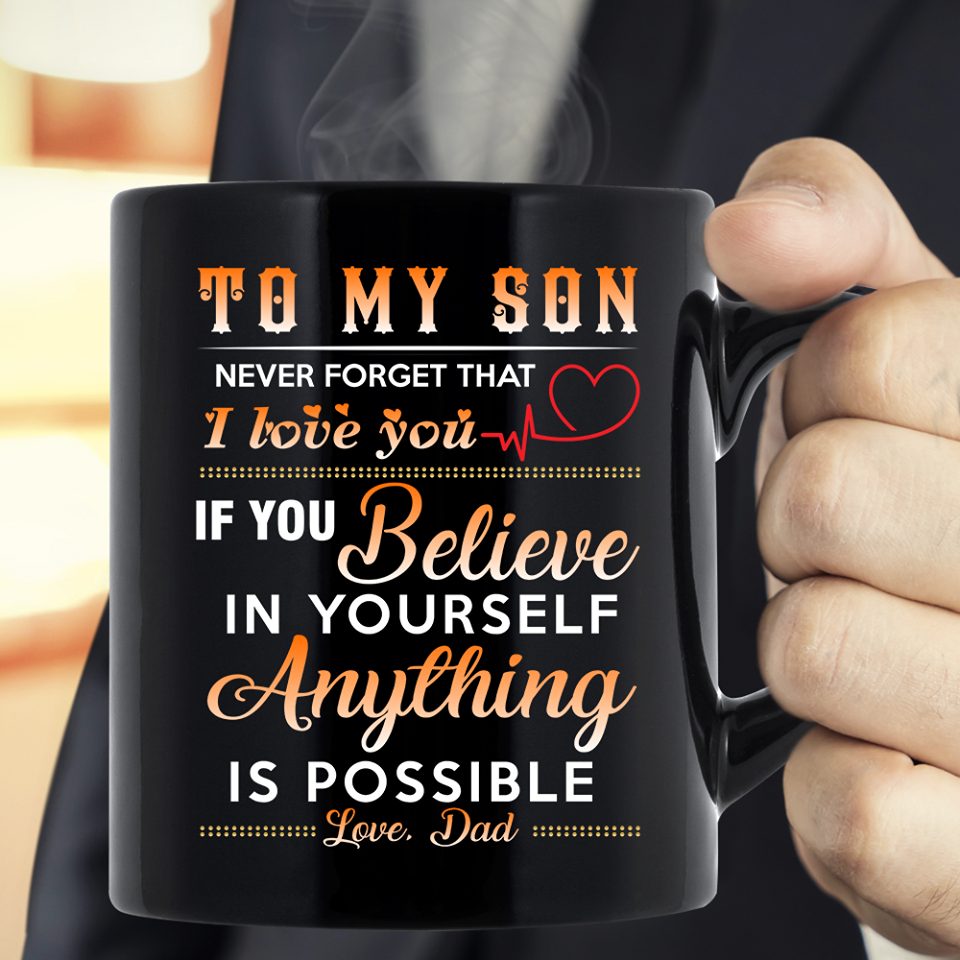 TO MY SON
NEVER FORGET THAT
I love you
IF YOU Believe
IN YOURSELF
Anything
IS POSSIBLE
Love, Dad